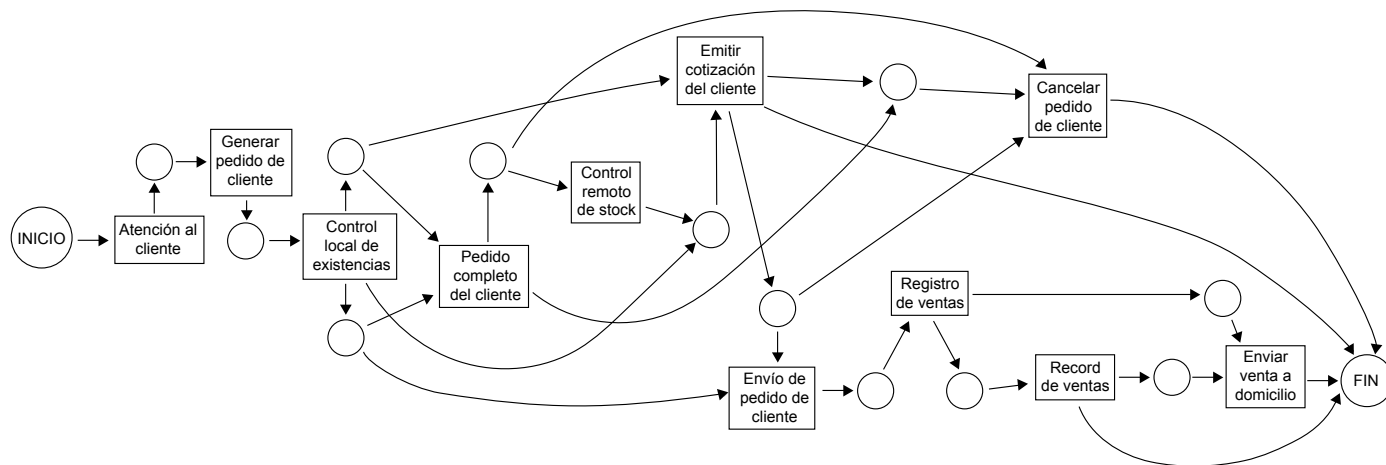 INICIO
Atención al
cliente
Generar
pedido de
cliente
Control
local de
existencias
Pedido
completo
del cliente
Control
remoto
de stock
Emitir
cotización
del cliente
Cancelar
pedido
de cliente
Envío de
pedido de
cliente
Registro
de ventas
Record
de ventas
Enviar
venta a
domicilio
FIN